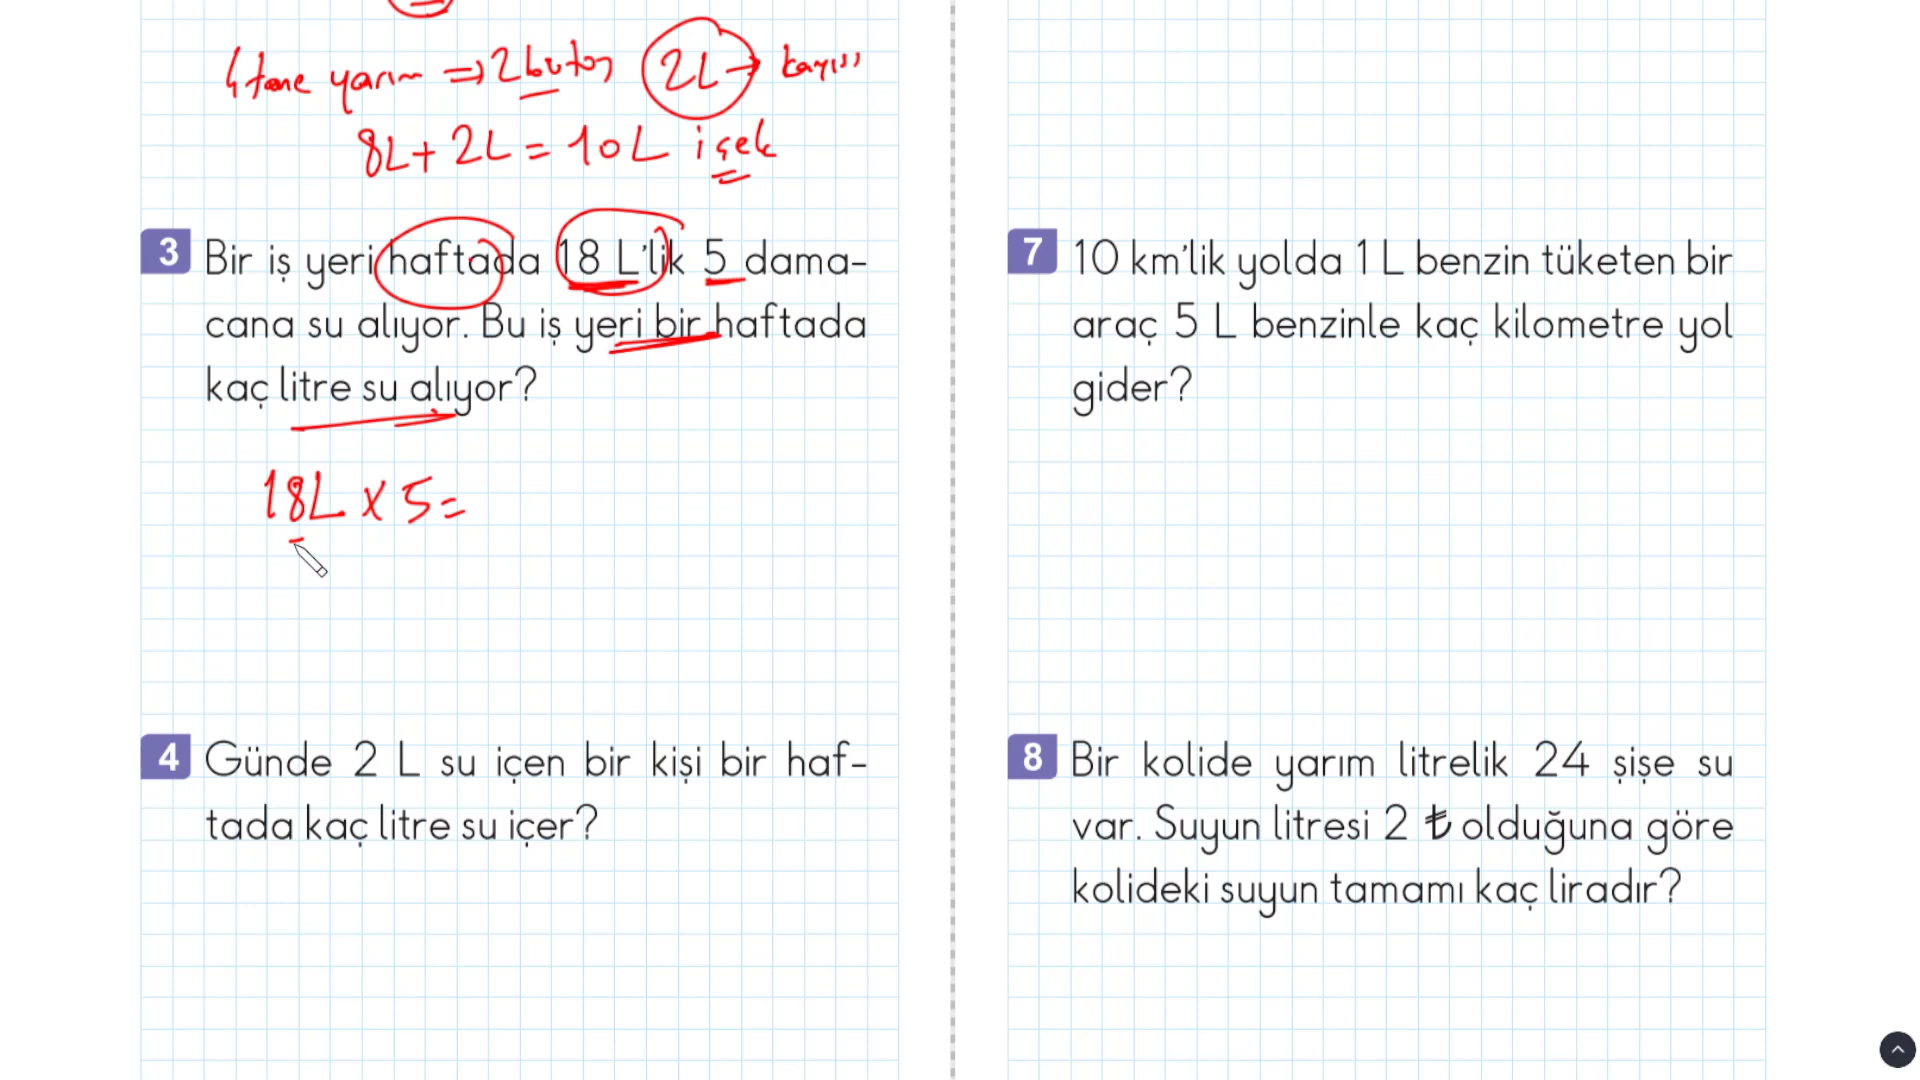 4 tane yarım ⇒ 2 bütün 2L → kayısı
8L + 2L = 10L içecek
3 Bir iş yeri haftada 18 L'lik 5 dama-
cana su alıyor. Bu iş yeri bir haftada
kaç litre su alıyor?
18L x 5 =
4 Günde 2 L su içen bir kişi bir haf-
tada kaç litre su içer?
7 10 km'lik yolda 1 L benzin tüketen bir
araç 5 L benzinle kaç kilometre yol
gider?
8 Bir kolide yarım litrelik 24 şişe su
var. Suyun litresi 2 ₺ olduğuna göre
kolideki suyun tamamı kaç liradır?